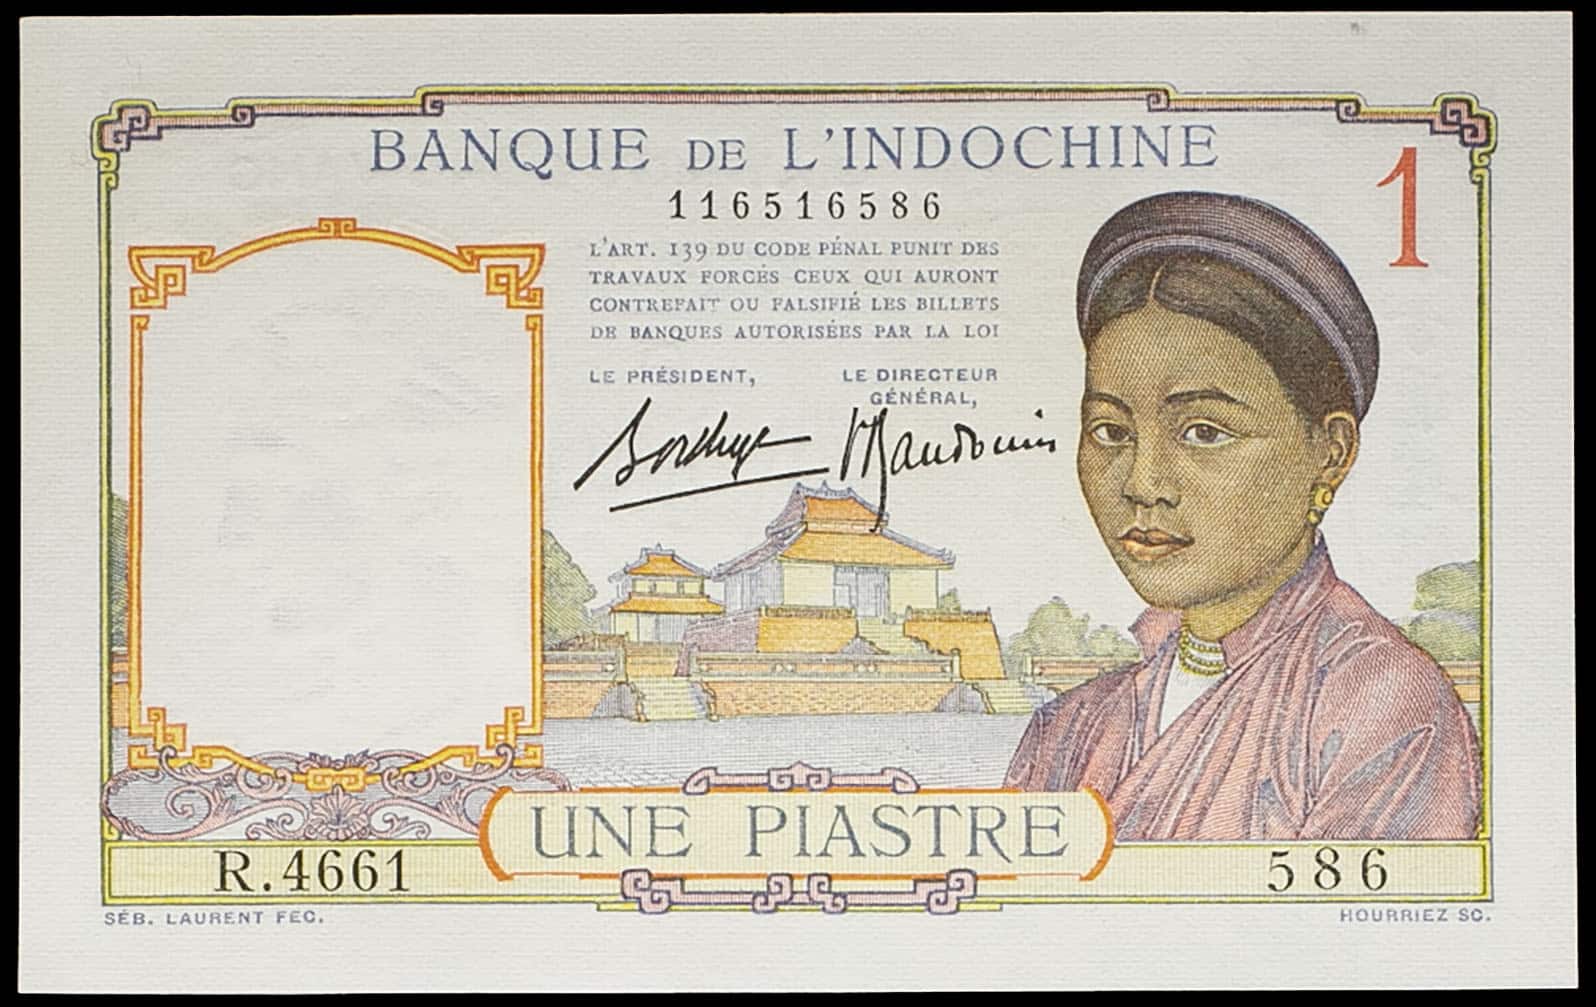 BANQUE DE L'INDOCHINE
1
116516586
L'ART. 139 DU CODE PÉNAL PUNIT DES
TRAVAUX FORCÉS CEUX QUI AURONT
CONTREFAIT OU FALSIFIÉ LES BILLETS
DE BANQUES AUTORISÉES PAR LA LOI
LE PRÉSIDENT,
LE DIRECTEUR
GÉNÉRAL,
UNE PIASTRE
R.4661
586
SÉB. LAURENT FEC.
HOURRIEZ SC.